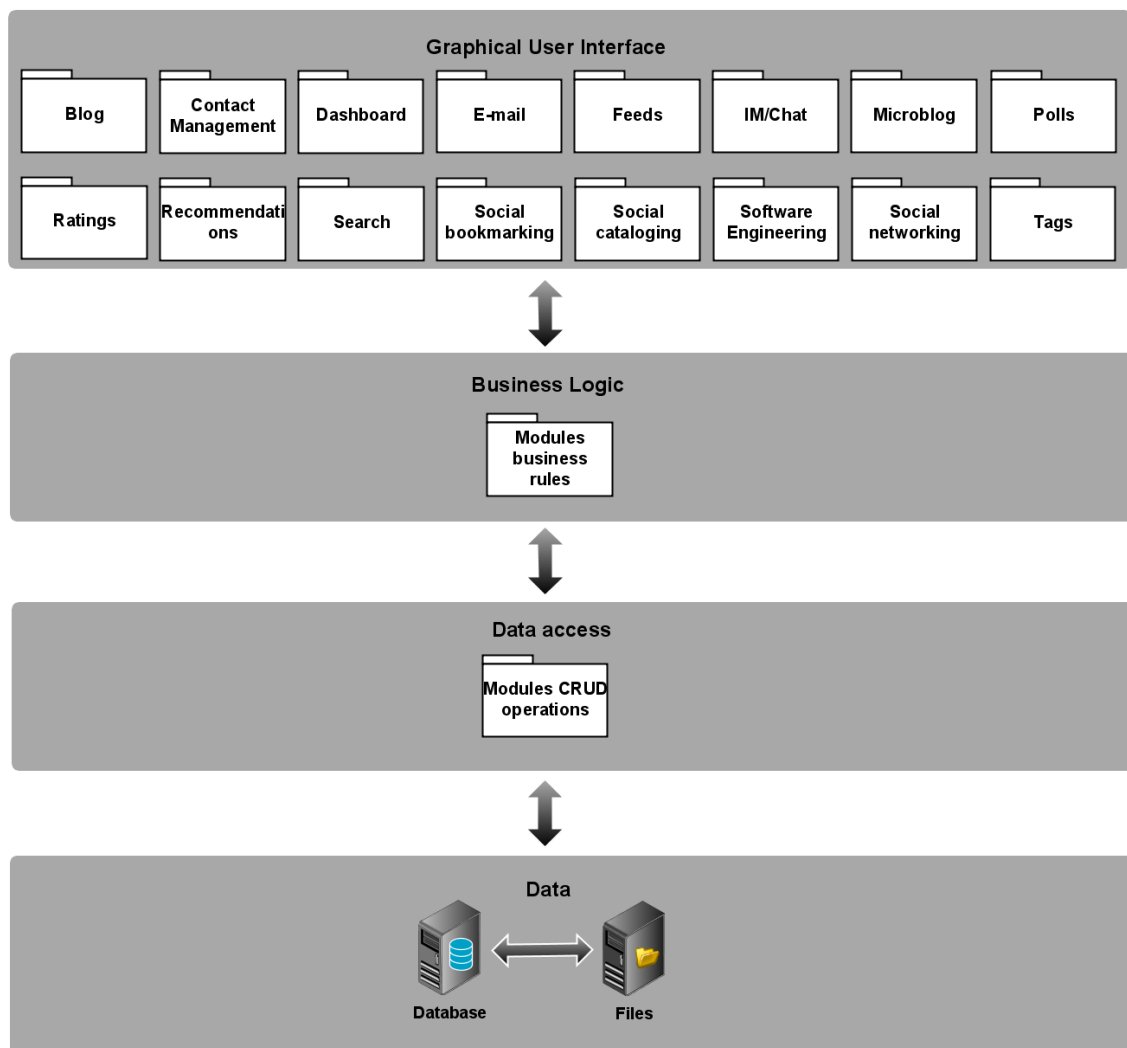 Graphical User Interface
Blog
Contact
Management
Dashboard
E-mail
Feeds
IM/Chat
Microblog
Polls
Ratings
Recommendati
ons
Search
Social
bookmarking
Social
cataloging
Software
Engineering
Social
networking
Tags
Business Logic
Modules
business
rules
Data access
Modules CRUD
operations
Data
Database
Files